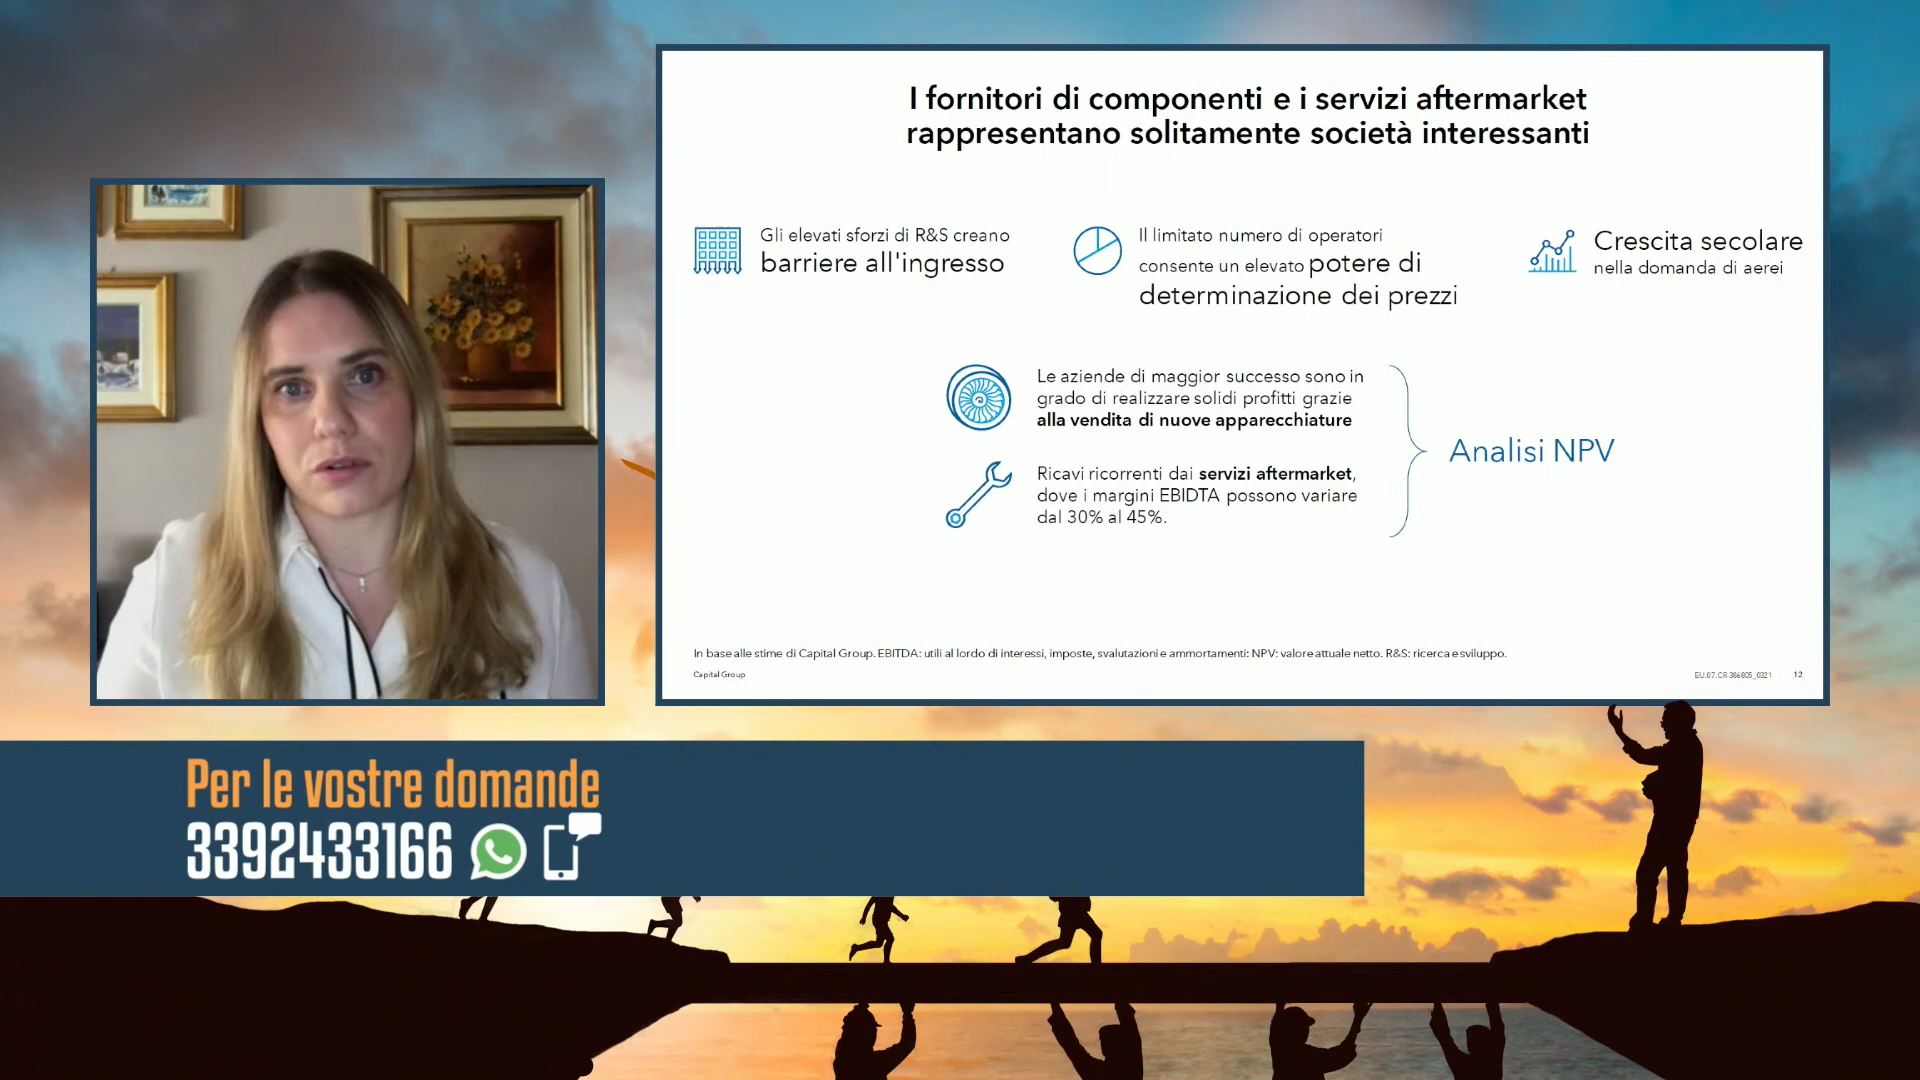 I fornitori di componenti e i servizi aftermarket
rappresentano solitamente società interessanti
Gli elevati sforzi di R&S creano
barriere all'ingresso
Il limitato numero di operatori
consente un elevato potere di
determinazione dei prezzi
Crescita secolare
nella domanda di aerei
Le aziende di maggior successo sono in
grado di realizzare solidi profitti grazie
alla vendita di nuove apparecchiature
Ricavi ricorrenti dai servizi aftermarket,
dove i margini EBIDTA possono variare
dal 30% al 45%.
Analisi NPV
In base alle stime di Capital Group. EBITDA: utili al lordo di interessi, imposte, svalutazioni e ammortamenti: NPV: valore attuale netto. R&S: ricerca e sviluppo.
Capital Group
EU.07.CR-386805_0321
12
Per le vostre domande
3392433166